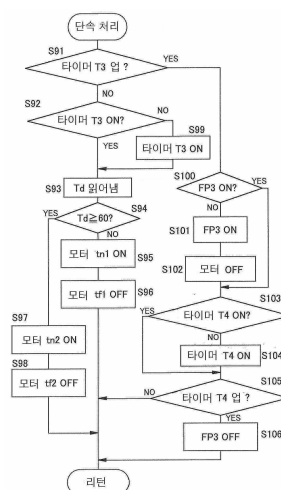 단속 처리
S91
타이머 T3 업 ?
YES
NO
S92
타이머 T3 ON?
NO
YES
S99
타이머 T3 ON
S100
S93
Td 읽어냄
FP3 ON?
YES
NO
YES
Td≧60?
S94
NO
S101
FP3 ON
모터 tn1 ON
S95
S102
모터 OFF
모터 tf1 OFF
S96
S103
YES
타이머 T4 ON?
NO
S97
모터 tn2 ON
타이머 T4 ON
S104
S98
모터 tf2 OFF
NO
S105
타이머 T4 업 ?
YES
FP3 OFF
S106
리턴